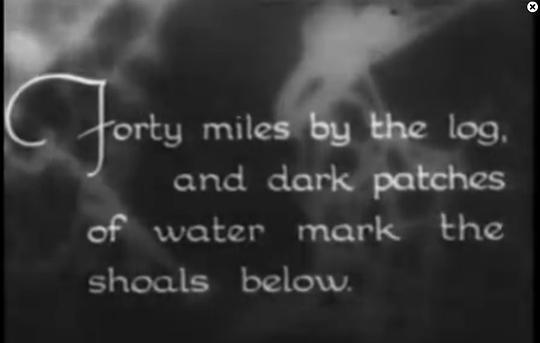 Forty miles by the log,
and dark patches
of water mark the
shoals below.